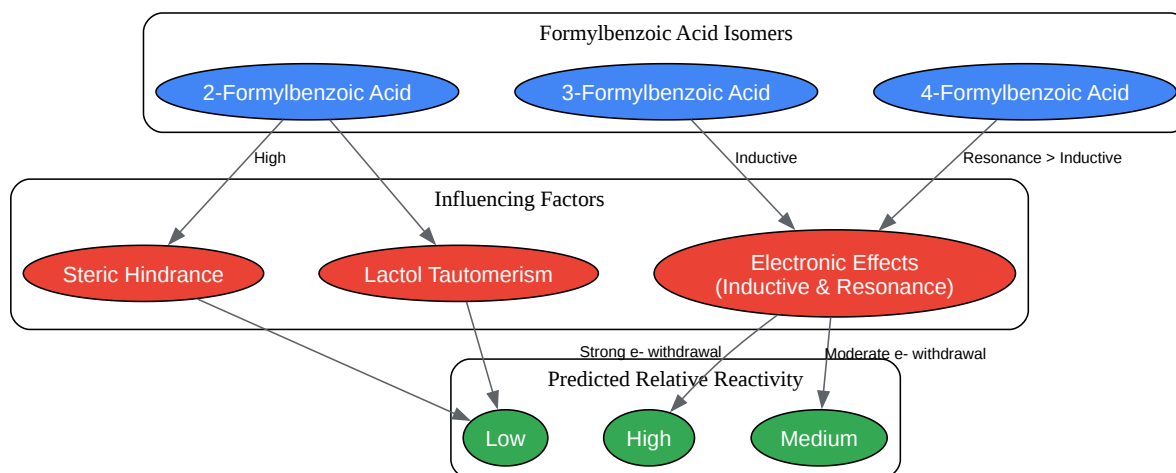 Formylbenzoic Acid Isomers
2-Formylbenzoic Acid
3-Formylbenzoic Acid
4-Formylbenzoic Acid
High
Inductive
Resonance > Inductive
Influencing Factors
Steric Hindrance
Lactol Tautomerism
Electronic Effects
(Inductive & Resonance)
Strong e- withdrawal
Moderate e- withdrawal
Predicted Relative Reactivity
Low
High
Medium